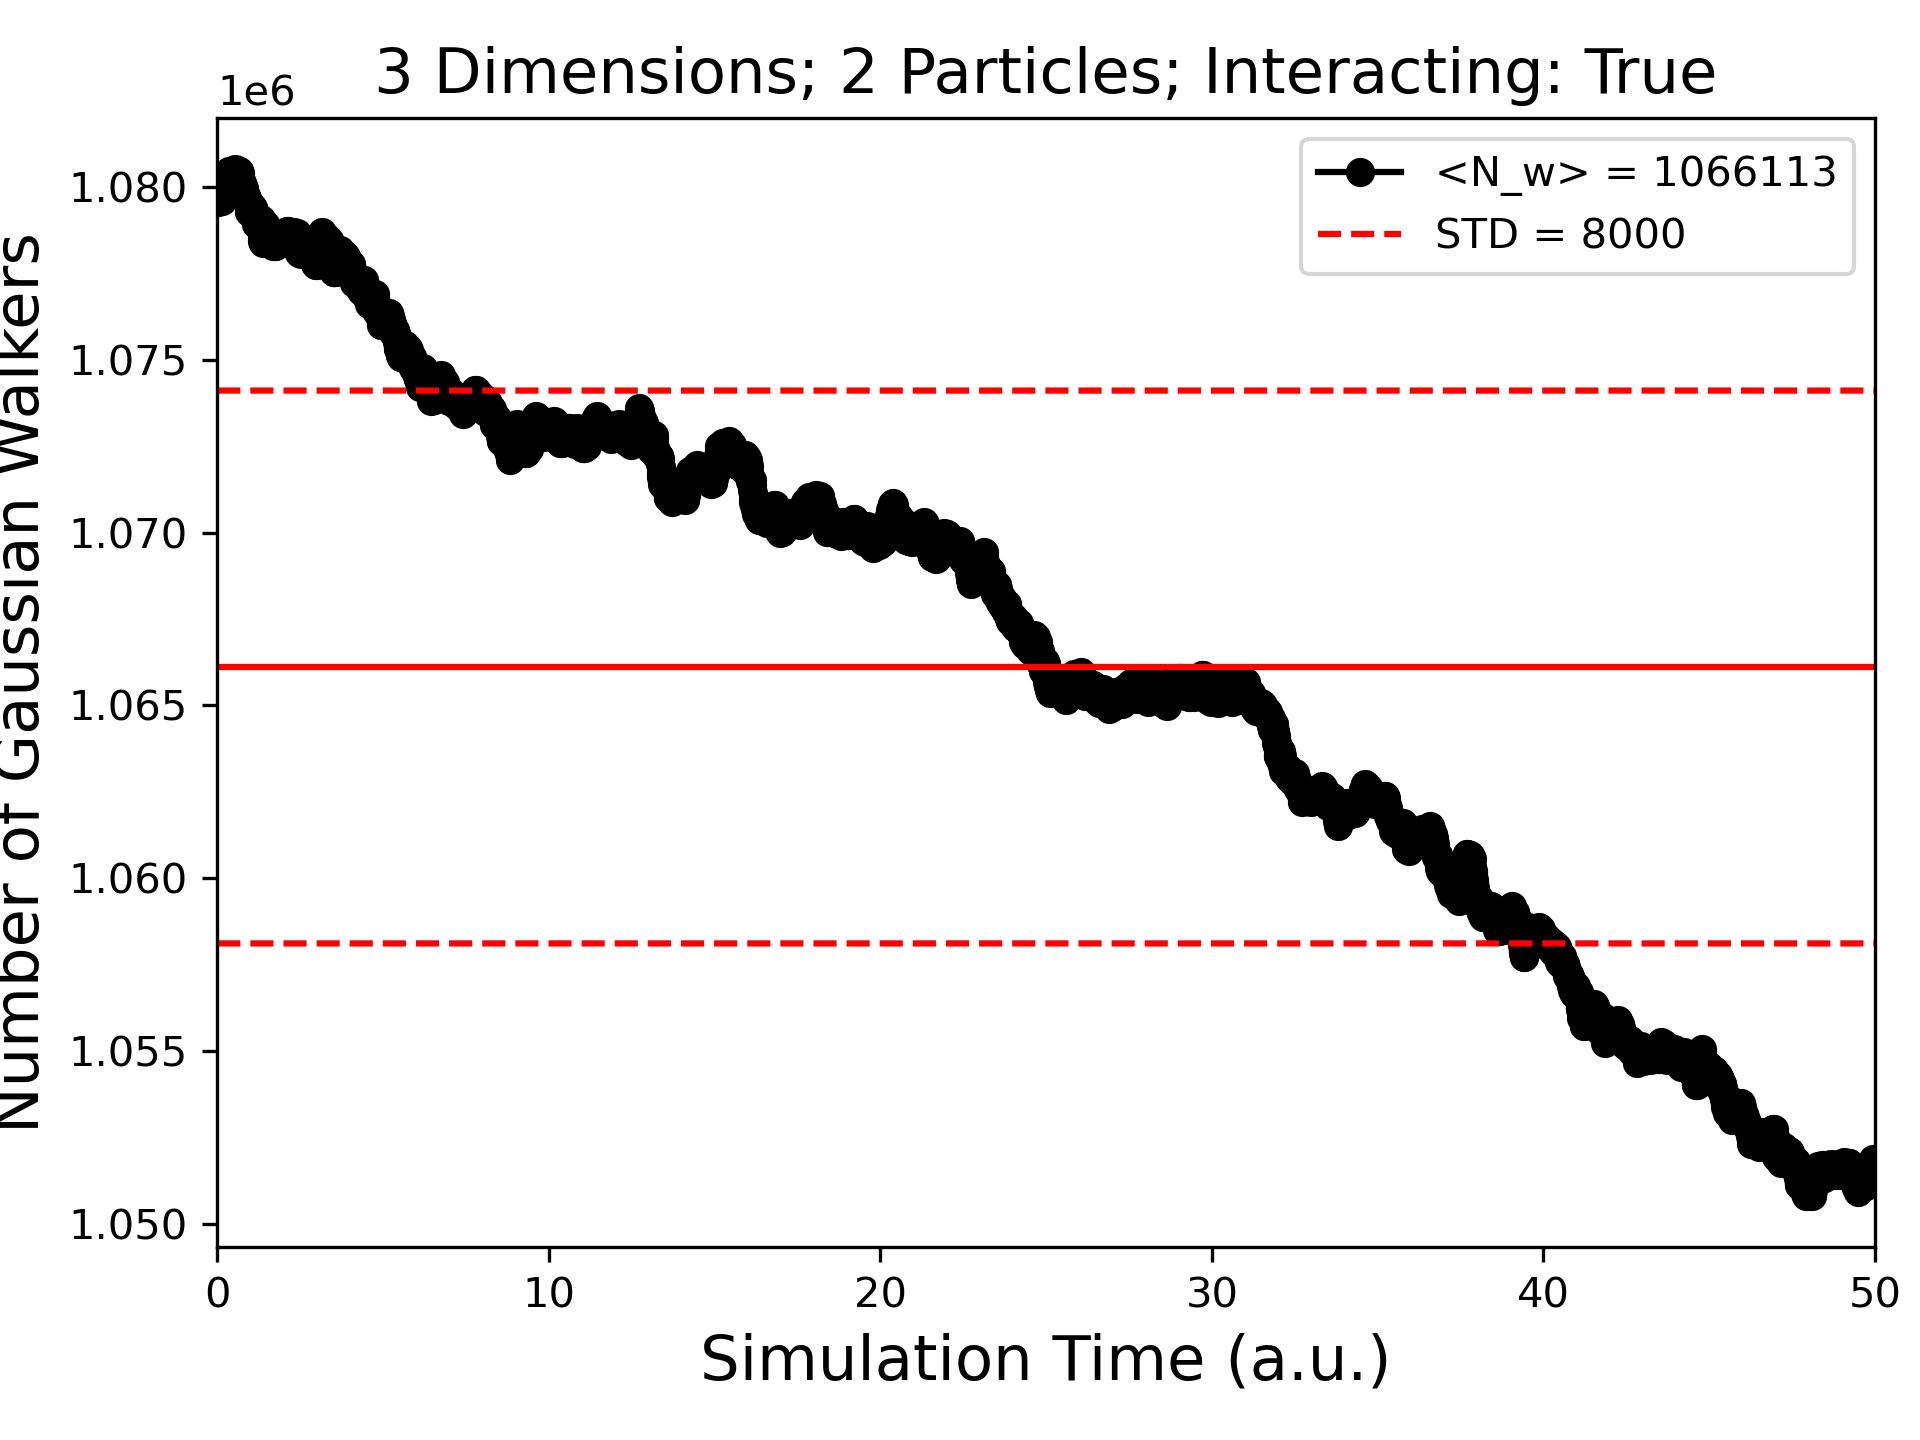 3 Dimensions; 2 Particles; Interacting: True
1e6
<N_w> = 1066113
STD = 8000
1.080
1.075
1.070
1.065
1.060
1.055
1.050
Number of Gaussian Walkers
0 10 20 30 40 50
Simulation Time (a.u.)